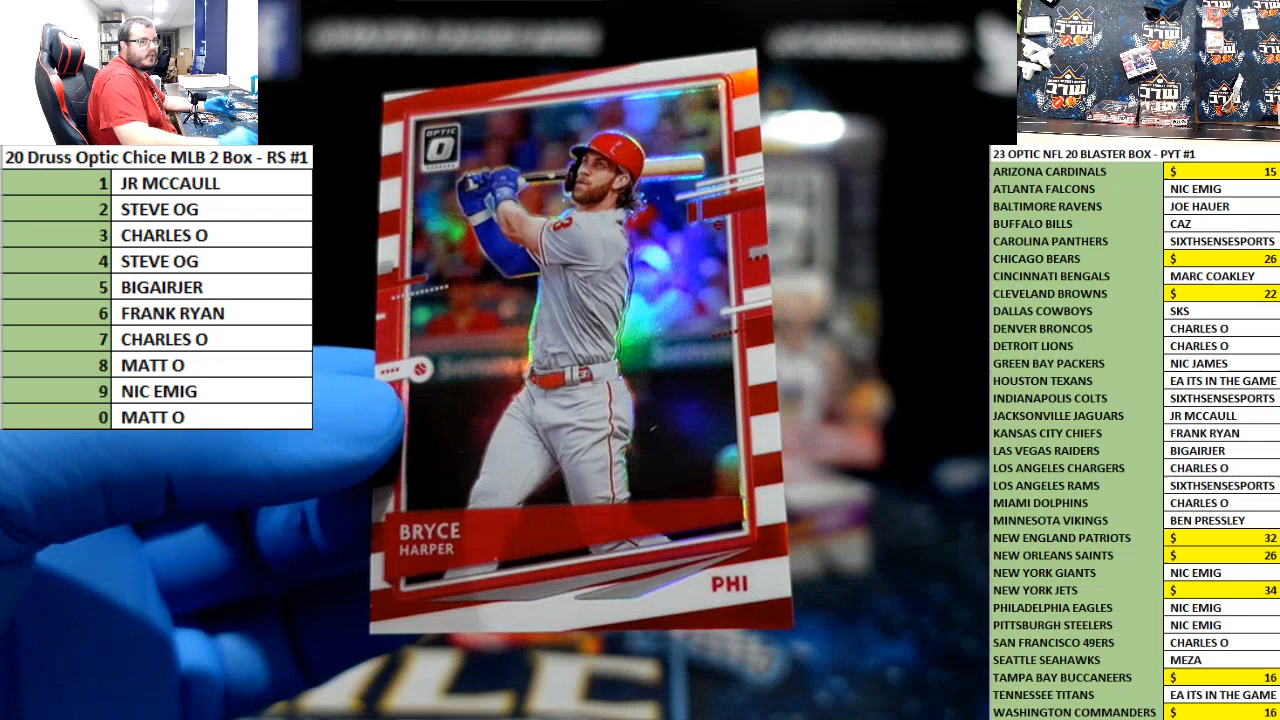 20 Druss Optic Chice MLB 2 Box - RS #1
1 JR MCCAULL
2 STEVE OG
3 CHARLES O
4 STEVE OG
5 BIGAIRJER
6 FRANK RYAN
7 CHARLES O
8 MATT O
9 NIC EMIG
0 MATT O
OPTIC
BRYCE
HARPER
PHI
23 OPTIC NFL 20 BLASTER BOX - PYT #1
ARIZONA CARDINALS $ 15
ATLANTA FALCONS NIC EMIG
BALTIMORE RAVENS JOE HAUER
BUFFALO BILLS CAZ
CAROLINA PANTHERS SIXTHSENSESPORTS
CHICAGO BEARS $ 26
CINCINNATI BENGALS MARC COAKLEY
CLEVELAND BROWNS $ 22
DALLAS COWBOYS SKS
DENVER BRONCOS CHARLES O
DETROIT LIONS CHARLES O
GREEN BAY PACKERS NIC JAMES
HOUSTON TEXANS EA ITS IN THE GAME
INDIANAPOLIS COLTS SIXTHSENSESPORTS
JACKSONVILLE JAGUARS JR MCCAULL
KANSAS CITY CHIEFS FRANK RYAN
LAS VEGAS RAIDERS BIGAIRJER
LOS ANGELES CHARGERS CHARLES O
LOS ANGELES RAMS SIXTHSENSESPORTS
MIAMI DOLPHINS CHARLES O
MINNESOTA VIKINGS BEN PRESSLEY
NEW ENGLAND PATRIOTS $ 32
NEW ORLEANS SAINTS $ 26
NEW YORK GIANTS NIC EMIG
NEW YORK JETS $ 34
PHILADELPHIA EAGLES NIC EMIG
PITTSBURGH STEELERS NIC EMIG
SAN FRANCISCO 49ERS CHARLES O
SEATTLE SEAHAWKS MEZA
TAMPA BAY BUCCANEERS $ 16
TENNESSEE TITANS EA ITS IN THE GAME
WASHINGTON COMMANDERS $ 16